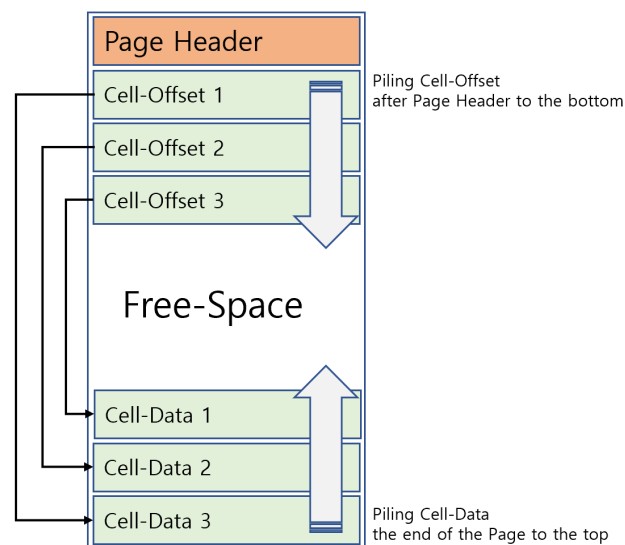 Page Header
Cell-Offset 1
Piling Cell-Offset
after Page Header to the bottom
Cell-Offset 2
Cell-Offset 3
Free-Space
Cell-Data 1
Cell-Data 2
Cell-Data 3
Piling Cell-Data
the end of the Page to the top